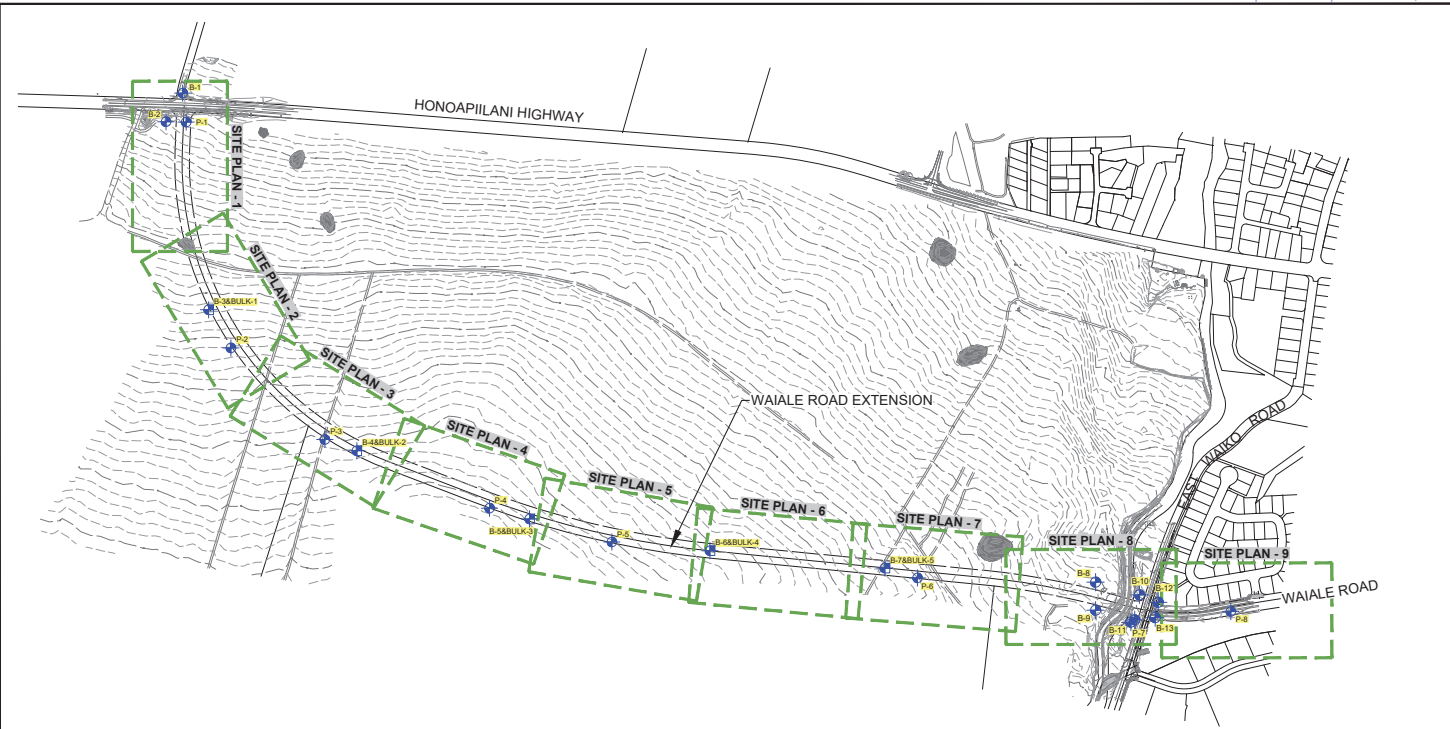 B-1
HONOAPIILANI HIGHWAY
B-2
P-1
SITE PLAN - 1
SITE PLAN - 2
B-3&BULK-1
P-2
SITE PLAN - 3
WAIALE ROAD EXTENSION
EAST WAIKO ROAD
P-3
B-4&BULK-2
SITE PLAN - 4
SITE PLAN - 5
P-4
B-5&BULK-3
SITE PLAN - 6
SITE PLAN - 7
P-5
B-6&BULK-4
SITE PLAN - 8
SITE PLAN - 9
B-7&BULK-5
P-6
B-8
B-10
B-12
WAIALE ROAD
B-9
B-11
P-7
B-13
P-8